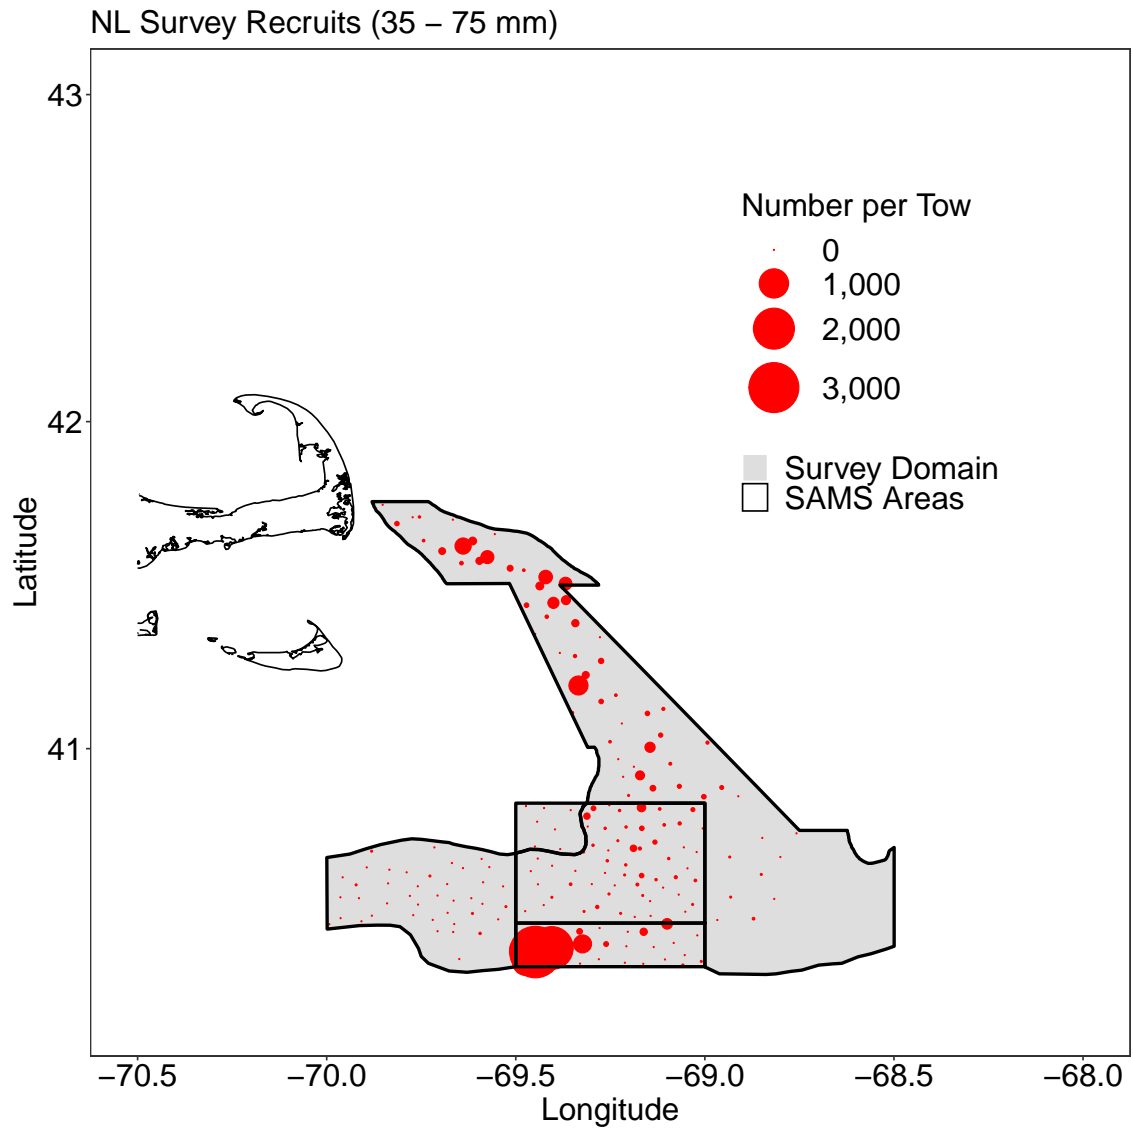 NL Survey Recruits (35 – 75 mm)
43
42
41
Latitude
Number per Tow
0
1,000
2,000
3,000
Survey Domain
SAMS Areas
−70.5
−70.0
−69.5
−69.0
−68.5
−68.0
Longitude